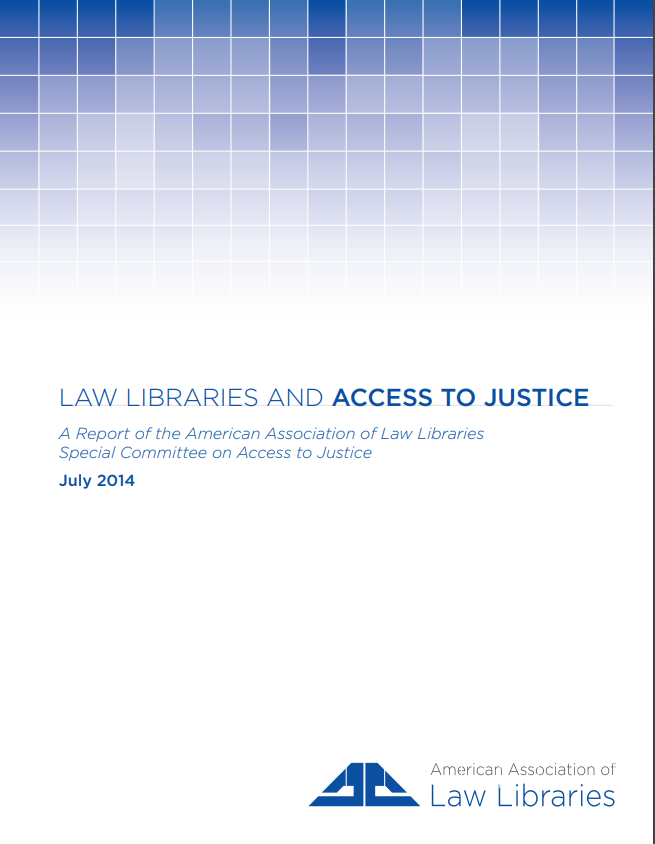 LAW LIBRARIES AND ACCESS TO JUSTICE
A Report of the American Association of Law Libraries
Special Committee on Access to Justice
July 2014
American Association of
Law Libraries